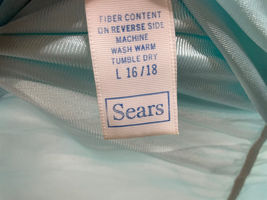 FIBER CONTENT
ON REVERSE SIDE
MACHINE
WASH WARM
TUMBLE DRY
L 16/18
Sears